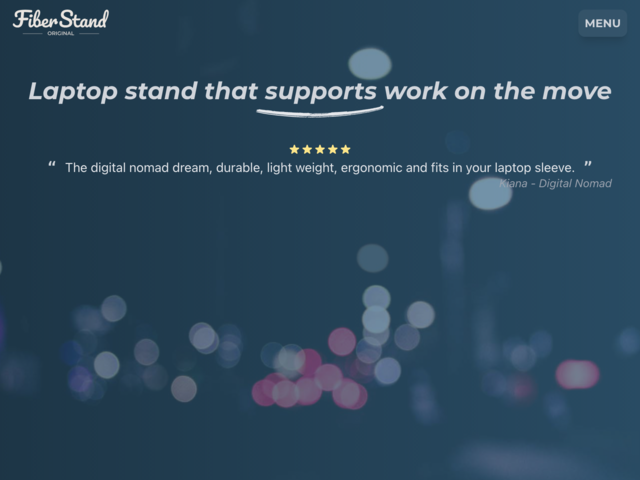 FiberStand
ORIGINAL
MENU
Laptop stand that supports work on the move
“ The digital nomad dream, durable, light weight, ergonomic and fits in your laptop sleeve. ”
Kiana - Digital Nomad